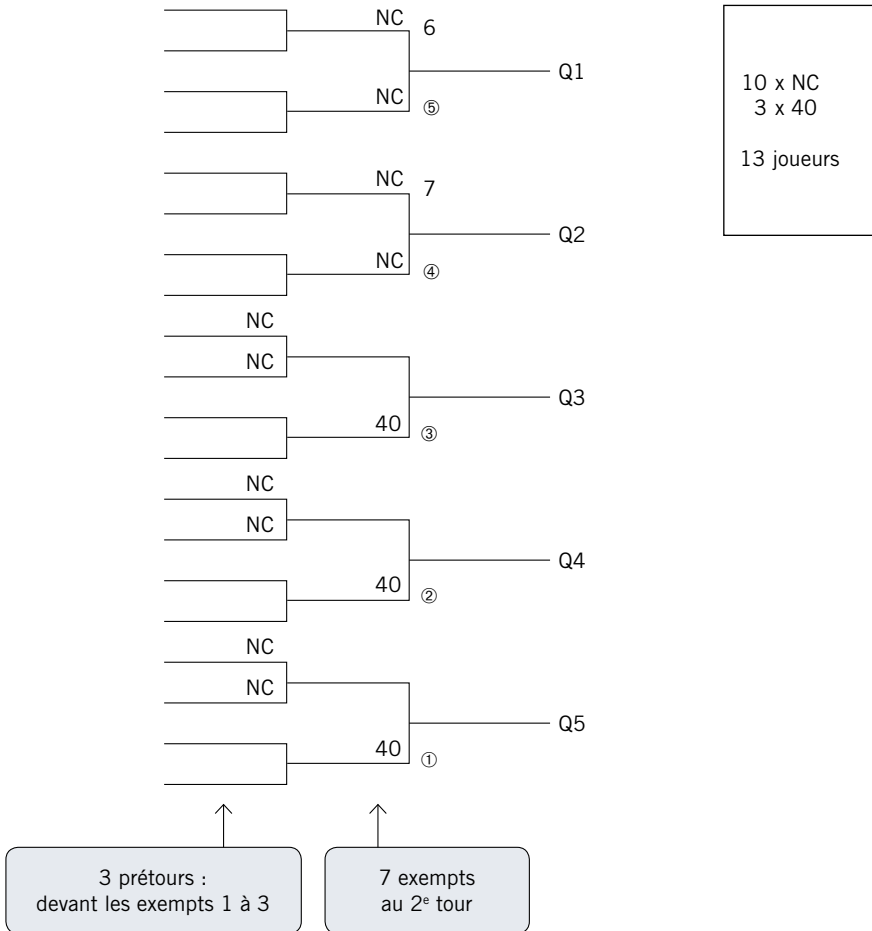 NC 6
Q1
NC ⑤
NC 7
Q2
NC ④
NC
NC
Q3
40 ③
NC
NC
Q4
40 ②
NC
NC
Q5
40 ①
10 x NC
3 x 40
13 joueurs
3 prétours :
devant les exempts 1 à 3
7 exempts
au 2e tour